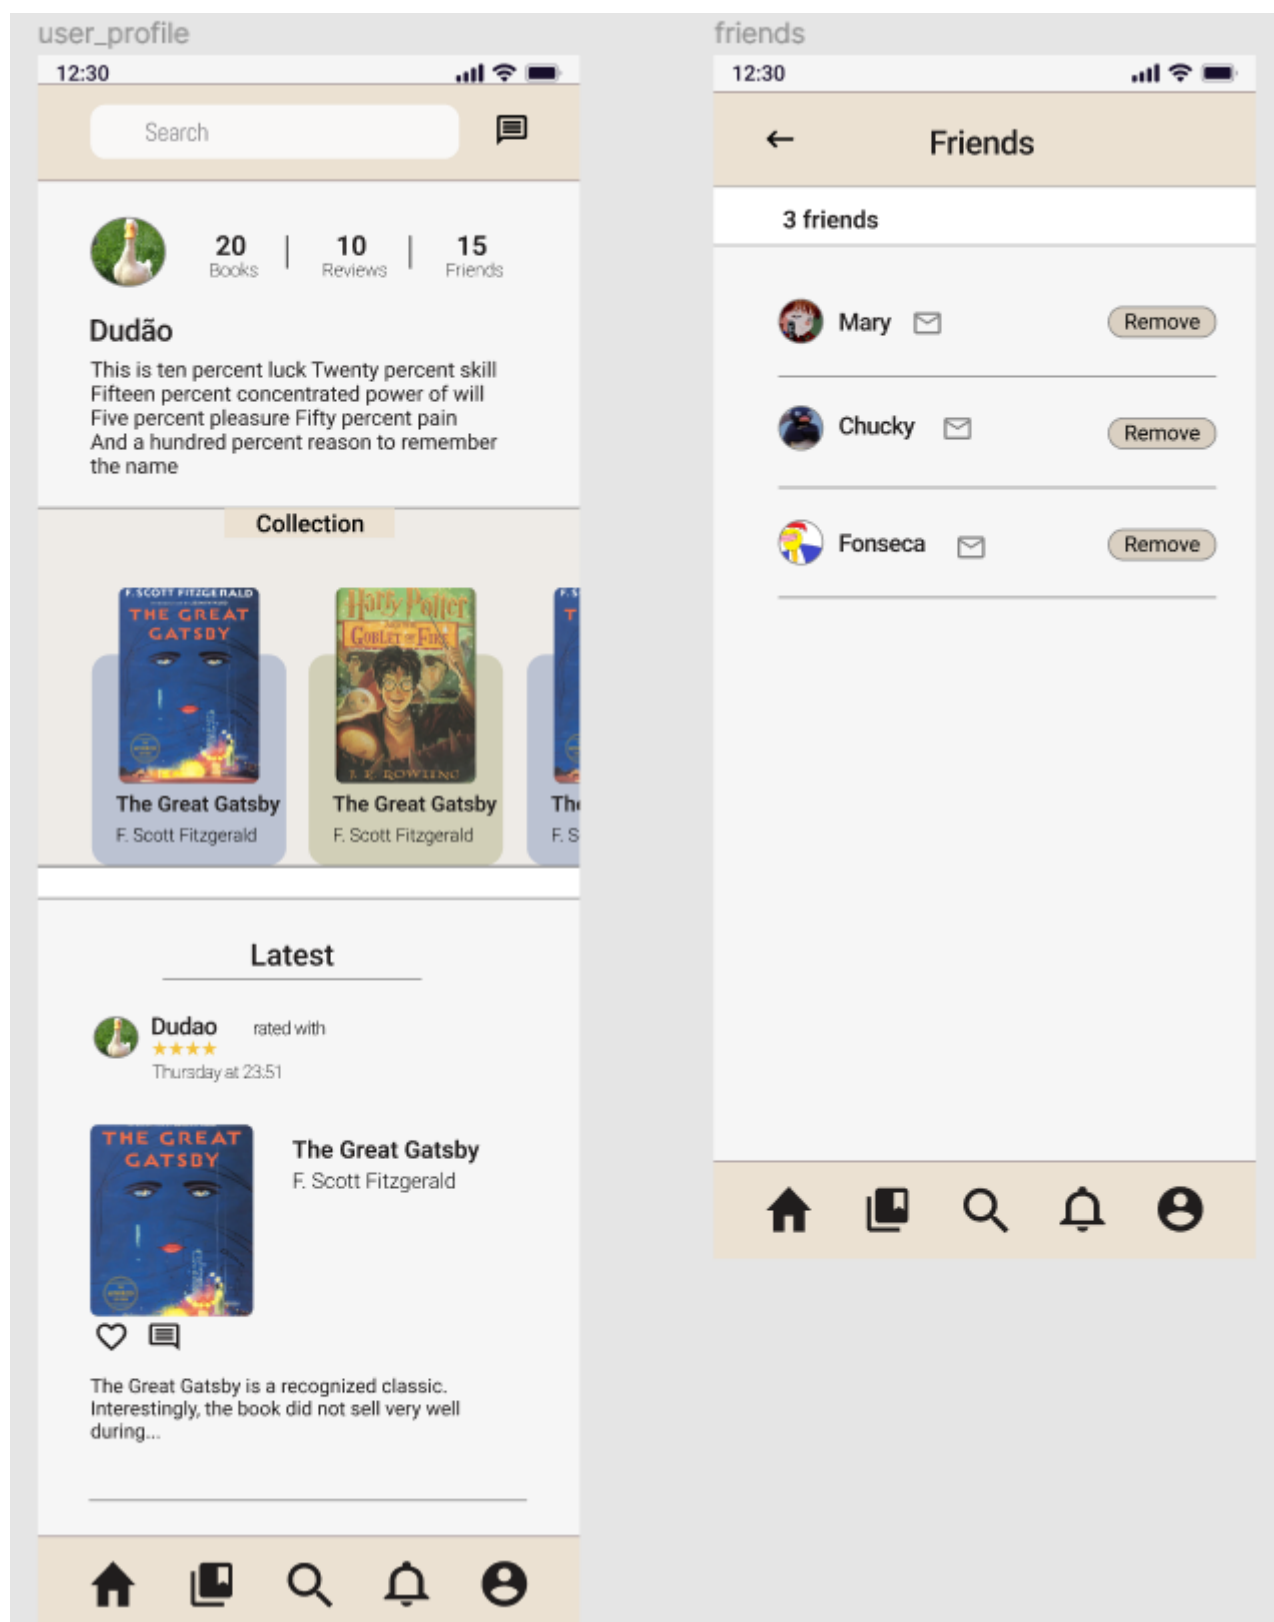 user_profile
12:30
Search
20
Books
10
Reviews
15
Friends
Dudão
This is ten percent luck Twenty percent skill
Fifteen percent concentrated power of will
Five percent pleasure Fifty percent pain
And a hundred percent reason to remember
the name
Collection
F. SCOTT FITZGERALD
THE GREAT
GATSBY
The Great Gatsby
F. Scott Fitzgerald
Harry Potter
AND THE
GOBLET OF FIRE
J. K. ROWLING
The Great Gatsby
F. Scott Fitzgerald
F. S
T
The
F. S
Latest
Dudao rated with
Thursday at 23:51
THE GREAT
GATSBY
The Great Gatsby
F. Scott Fitzgerald
The Great Gatsby is a recognized classic.
Interestingly, the book did not sell very well
during...
friends
12:30
Friends
3 friends
Mary
Remove
Chucky
Remove
Fonseca
Remove